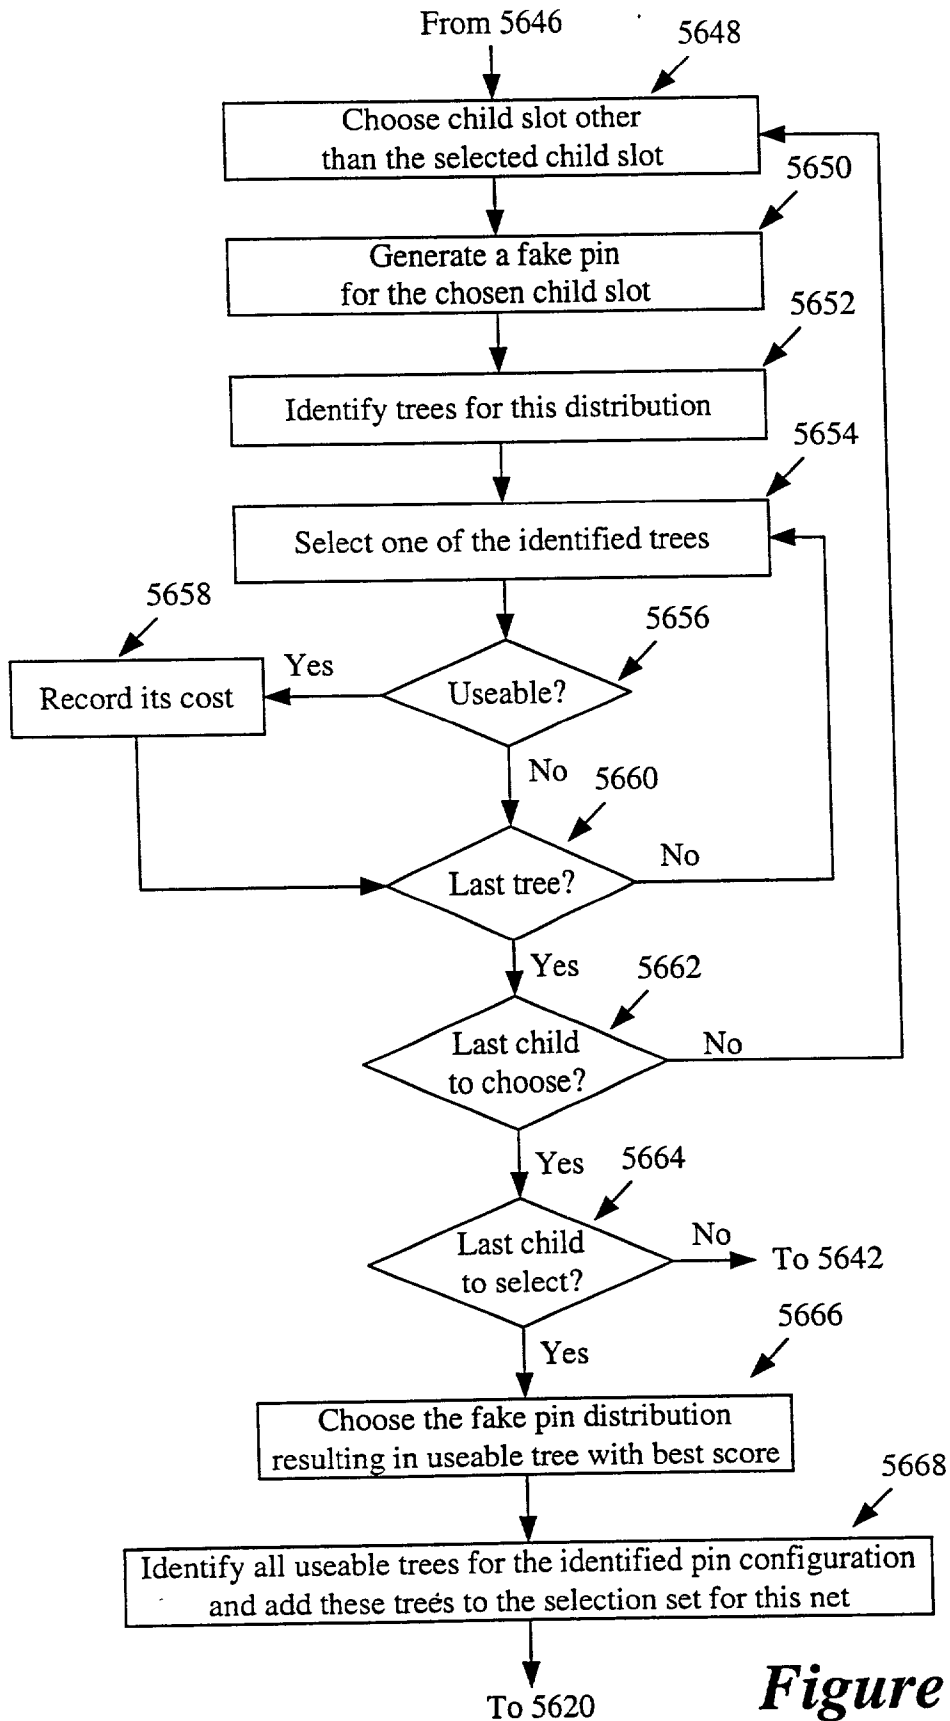 From 5646
5648
Choose child slot other
than the selected child slot
5650
Generate a fake pin
for the chosen child slot
5652
Identify trees for this distribution
5654
Select one of the identified trees
5658
5656
Yes
Useable?
Record its cost
No
5660
Last tree?
No
Yes
5662
Last child
to choose?
No
Yes
5664
Last child
to select?
No
To 5642
5666
Yes
Choose the fake pin distribution
resulting in useable tree with best score
5668
Identify all useable trees for the identified pin configuration
and add these trees to the selection set for this net
To 5620
Figure